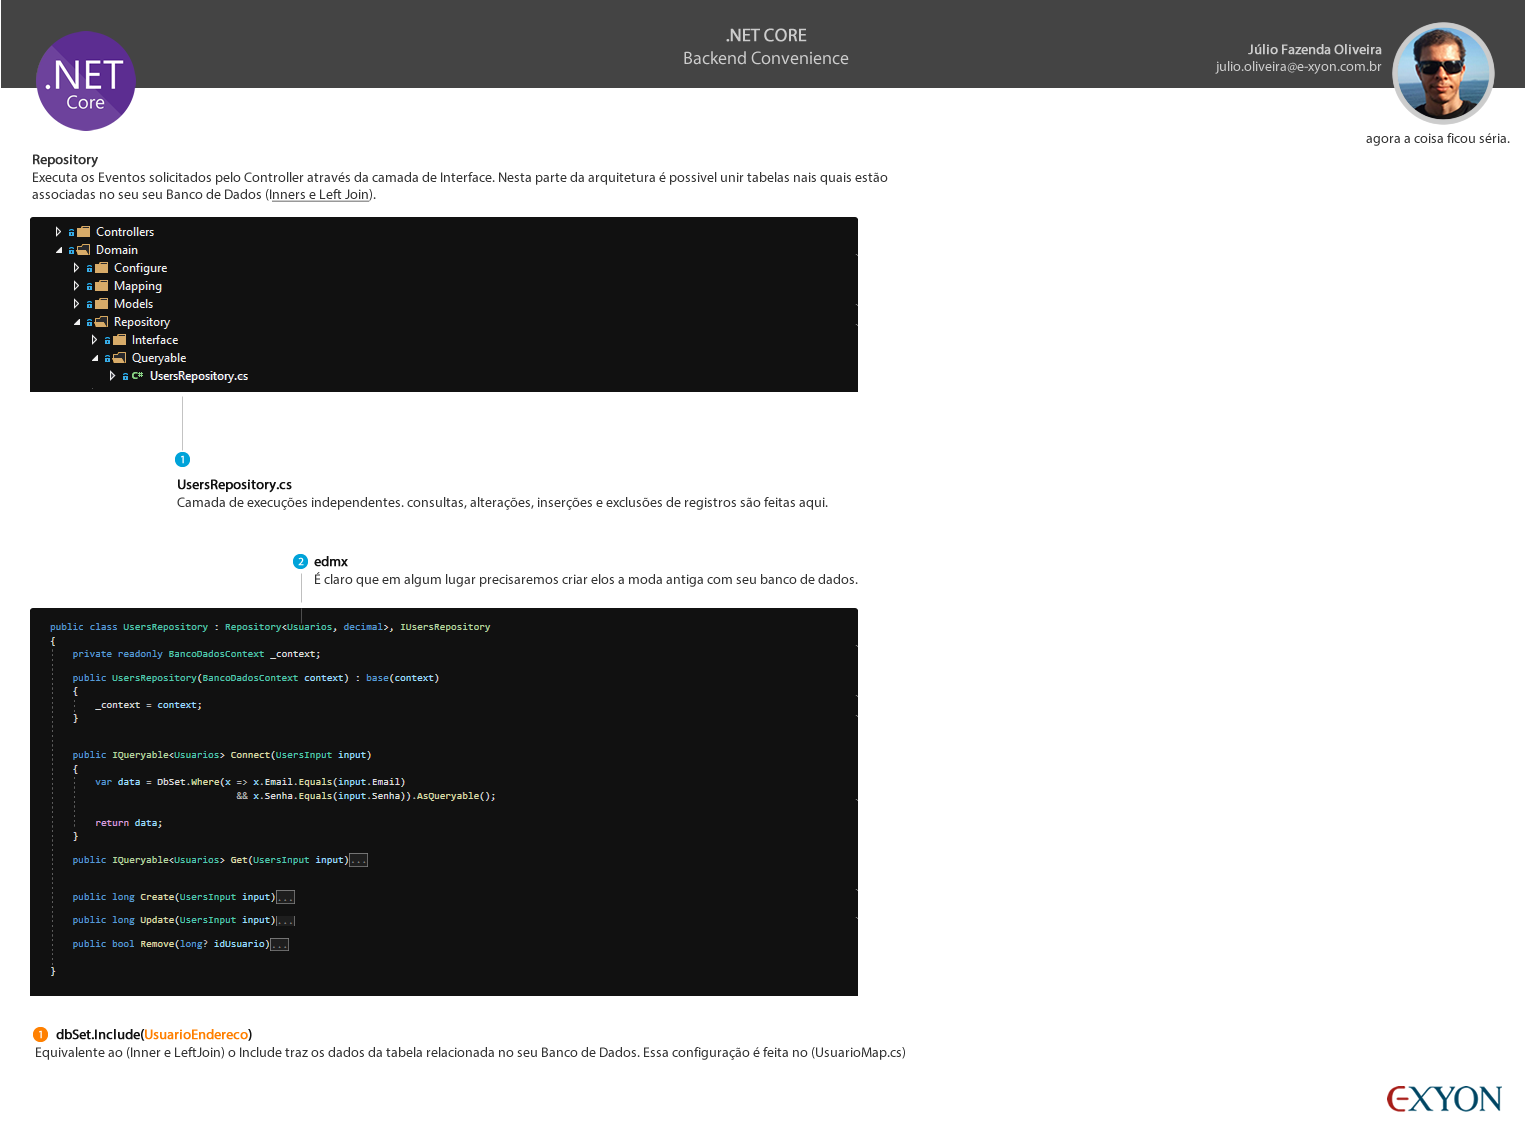 .NET CORE
Backend Convenience
.NET
Core
Júlio Fazenda Oliveira
julio.oliveira@e-xyon.com.br
agora a coisa ficou séria.
Repository
Executa os Eventos solicitados pelo Controller através da camada de Interface. Nesta parte da arquitetura é possivel unir tabelas nais quais estão
associadas no seu seu Banco de Dados (Inners e Left Join).
Controllers
Domain
Configure
Mapping
Models
Repository
Interface
Queryable
C# UsersRepository.cs
1
UsersRepository.cs
Camada de execuções independentes. consultas, alterações, inserções e exclusões de registros são feitas aqui.
2 edmx
É claro que em algum lugar precisaremos criar elos a moda antiga com seu banco de dados.
public class UsersRepository : Repository<Usuarios, decimal>, IUsersRepository
{
private readonly BancoDadosContext _context;
public UsersRepository(BancoDadosContext context) : base(context)
{
_context = context;
}
public IQueryable<Usuarios> Connect(UsersInput input)
{
var data = DbSet.Where(x => x.Email.Equals(input.Email)
&& x.Senha.Equals(input.Senha)).AsQueryable();
return data;
}
public IQueryable<Usuarios> Get(UsersInput input)...
public long Create(UsersInput input)...
public long Update(UsersInput input)...
public bool Remove(long? idUsuario)...
}
1 dbSet.Include(UsuarioEndereco)
Equivalente ao (Inner e LeftJoin) o Include traz os dados da tabela relacionada no seu Banco de Dados. Essa configuração é feita no (UsuarioMap.cs)
EXYON